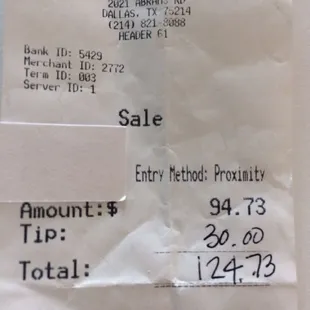 2021 ABRAMS RD
DALLAS, TX 75214
(214) 821-8088
HEADER 61
Bank ID: 5429
Merchant ID: 2772
Term ID: 003
Server ID: 1
Sale
Entry Method: Proximity
Amount:$ 94.73
Tip: 30.00
Total: 124.73